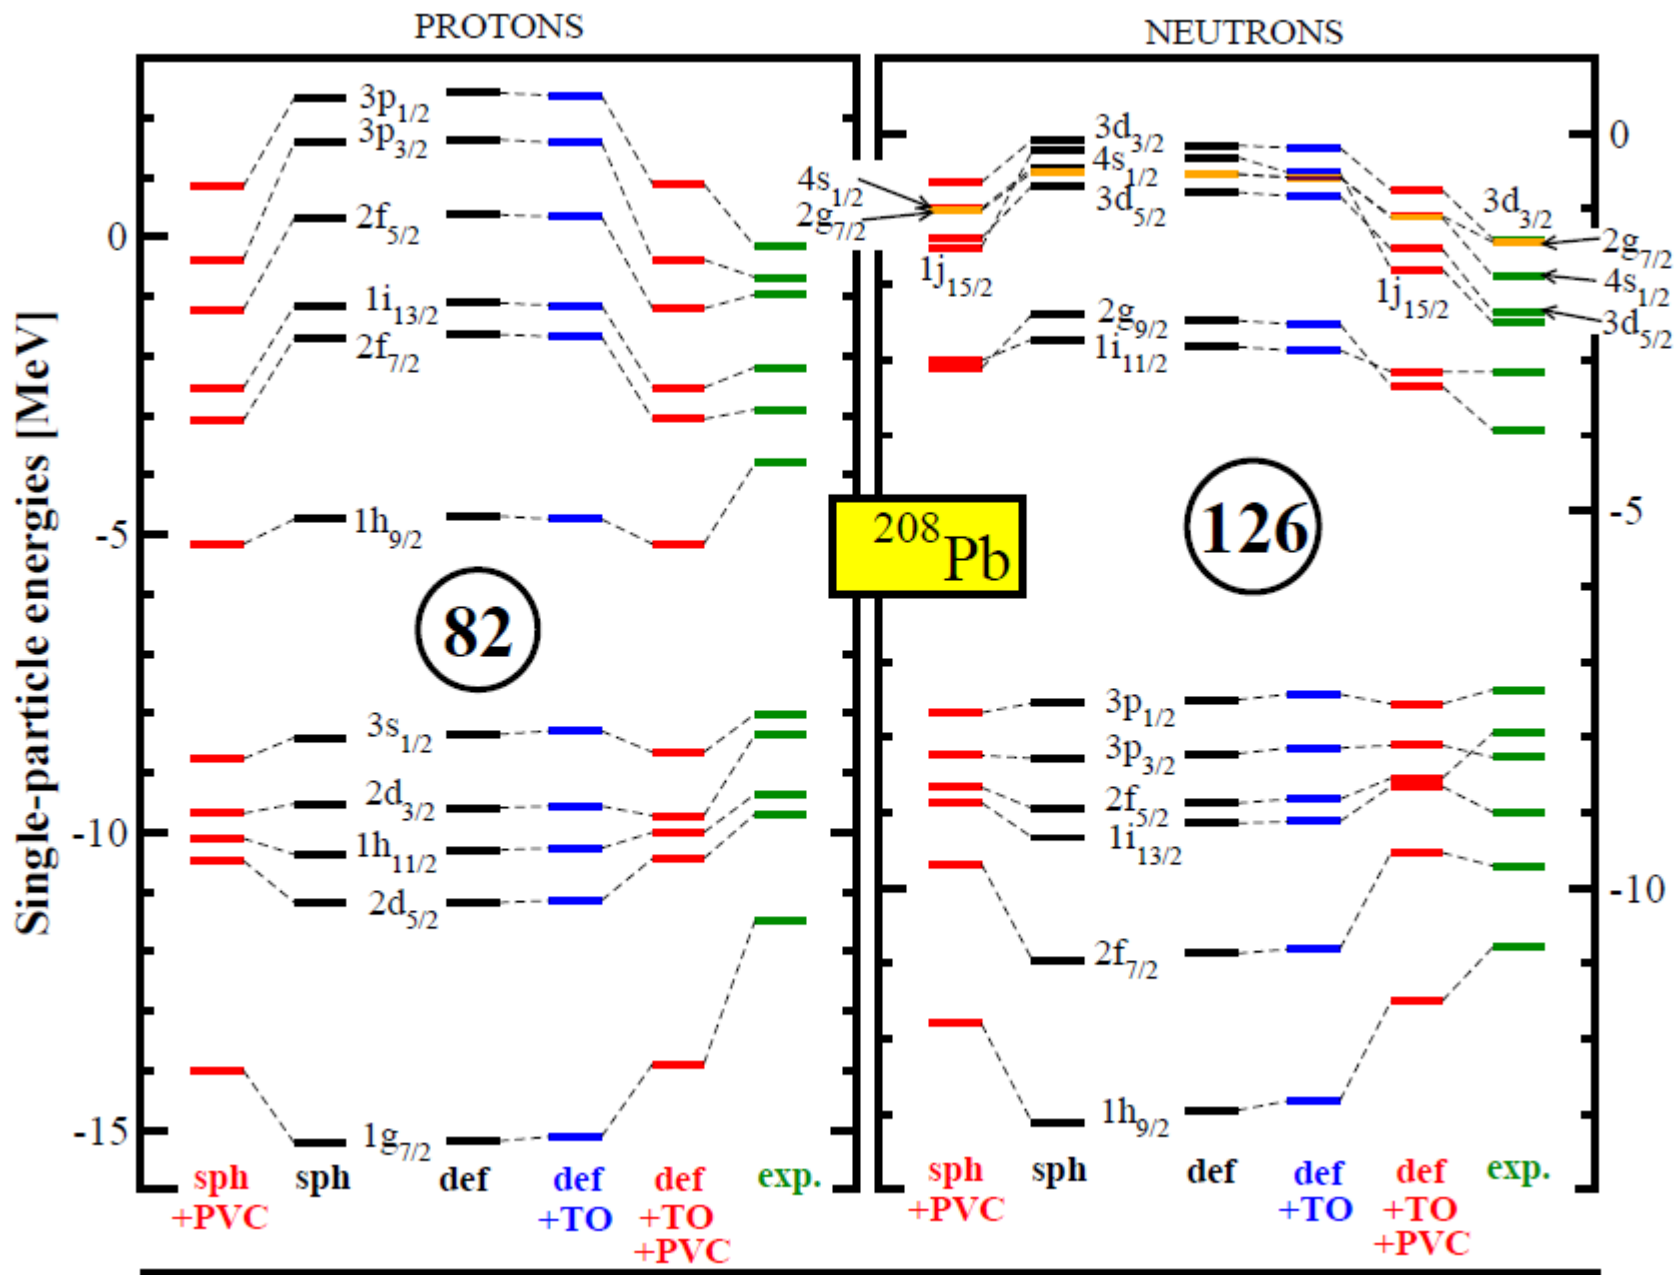 PROTONS
NEUTRONS
Single-particle energies [MeV]
0
-5
-10
-15
3p1/2
3p3/2
2f5/2
1i13/2
2f7/2
1h9/2
82
3s1/2
2d3/2
1h11/2
2d5/2
1g7/2
sph +PVC
sph
def
def +TO
def +TO +PVC
exp.
208Pb
3d3/2
4s1/2
3d5/2
4s1/2
2g7/2
1j15/2
2g9/2
1i11/2
3d3/2
2g7/2
4s1/2
3d5/2
1j15/2
126
3p1/2
3p3/2
2f5/2
1i13/2
2f7/2
1h9/2
0
-5
-10
sph +PVC
sph
def
def +TO
def +TO +PVC
exp.